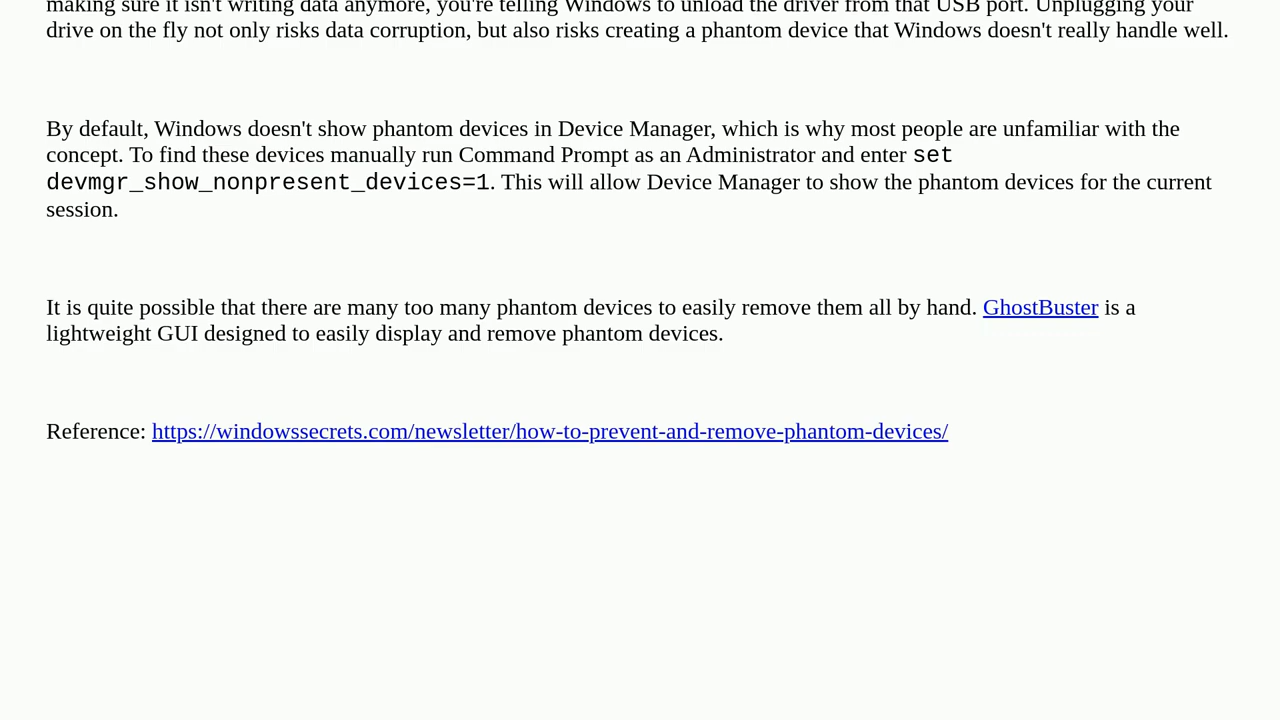 making sure it isn't writing data anymore, you're telling Windows to unload the driver from that USB port. Unplugging your
drive on the fly not only risks data corruption, but also risks creating a phantom device that Windows doesn't really handle well.
By default, Windows doesn't show phantom devices in Device Manager, which is why most people are unfamiliar with the
concept. To find these devices manually run Command Prompt as an Administrator and enter set
devmgr_show_nonpresent_devices=1. This will allow Device Manager to show the phantom devices for the current
session.
It is quite possible that there are many too many phantom devices to easily remove them all by hand. GhostBuster is a
lightweight GUI designed to easily display and remove phantom devices.
Reference: https://windowssecrets.com/newsletter/how-to-prevent-and-remove-phantom-devices/